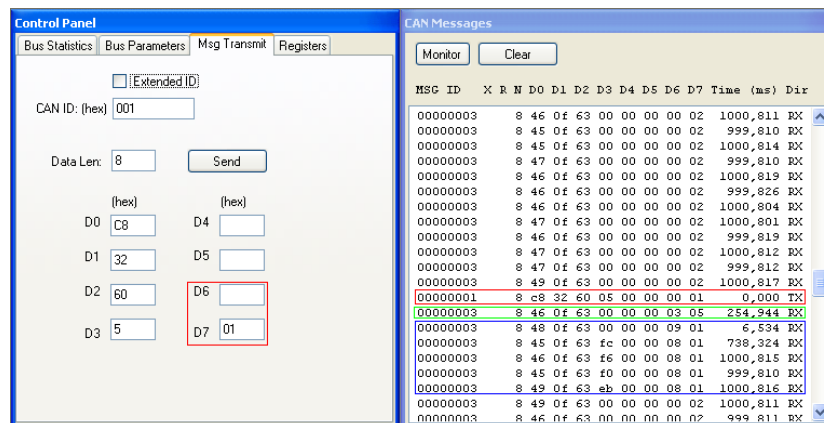 Control Panel
Bus Statistics Bus Parameters Msg Transmit Registers
Extended ID
CAN ID: (hex) 001
Data Len: 8 Send
(hex) (hex)
D0 C8 D4
D1 32 D5
D2 60 D6
D3 5 D7 01
CAN Messages
Monitor Clear
MSG ID X R N D0 D1 D2 D3 D4 D5 D6 D7 Time (ms) Dir
00000003 8 46 0f 63 00 00 00 00 02 1000,811 RX
00000003 8 45 0f 63 00 00 00 00 02 999,810 RX
00000003 8 45 0f 63 00 00 00 00 02 1000,814 RX
00000003 8 47 0f 63 00 00 00 00 02 999,810 RX
00000003 8 46 0f 63 00 00 00 00 02 1000,819 RX
00000003 8 46 0f 63 00 00 00 00 02 999,826 RX
00000003 8 46 0f 63 00 00 00 00 02 1000,804 RX
00000003 8 47 0f 63 00 00 00 00 02 1000,801 RX
00000003 8 46 0f 63 00 00 00 00 02 999,819 RX
00000003 8 47 0f 63 00 00 00 00 02 1000,812 RX
00000003 8 47 0f 63 00 00 00 00 02 999,812 RX
00000003 8 49 0f 63 00 00 00 00 02 1000,817 RX
00000001 8 c8 32 60 05 00 00 00 01 0,000 TX
00000003 8 46 0f 63 00 00 00 03 05 254,944 RX
00000003 8 48 0f 63 00 00 00 09 01 6,534 RX
00000003 8 45 0f 63 fc 00 00 08 01 738,324 RX
00000003 8 46 0f 63 f6 00 00 08 01 1000,815 RX
00000003 8 45 0f 63 f0 00 00 08 01 999,810 RX
00000003 8 49 0f 63 eb 00 00 08 01 1000,816 RX
00000003 8 49 0f 63 00 00 00 00 02 1000,811 RX
00000003 8 46 0f 63 00 00 00 00 02 999,811 RX